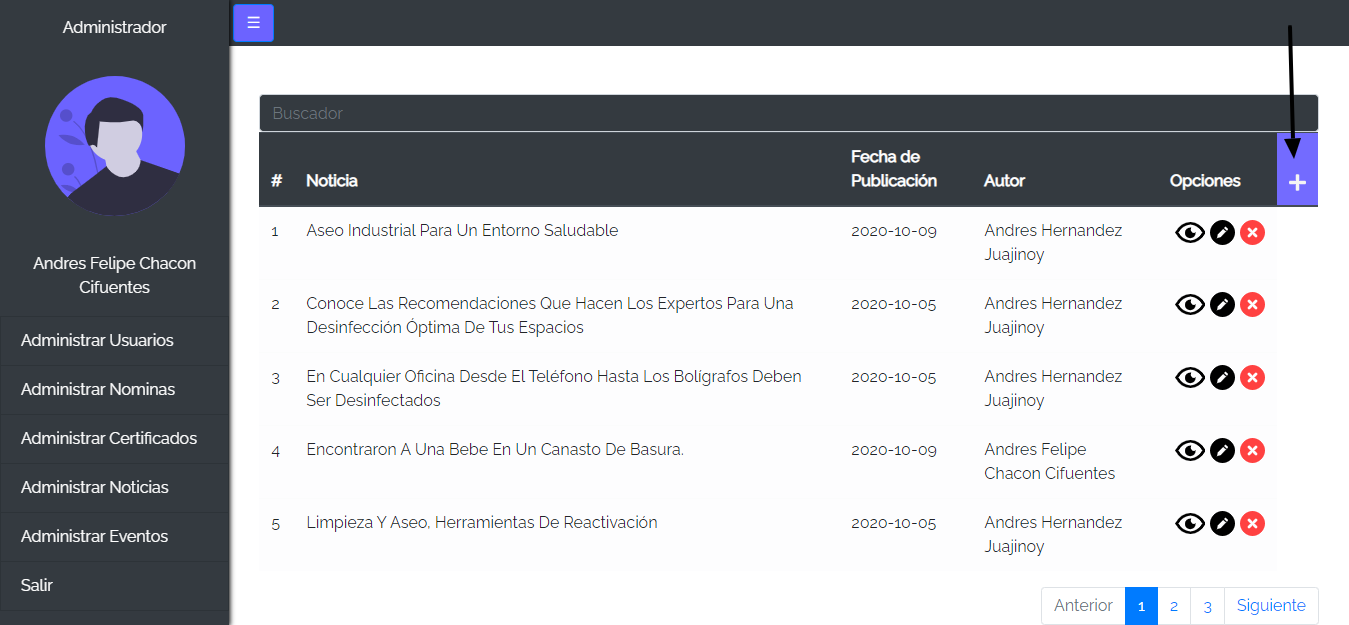 Administrador
Andres Felipe Chacon
Cifuentes
Administrar Usuarios
Administrar Nominas
Administrar Certificados
Administrar Noticias
Administrar Eventos
Salir
Buscador
# Noticia Fecha de
Publicación Autor Opciones +
1 Aseo Industrial Para Un Entorno Saludable 2020-10-09 Andres Hernandez
Juajinoy
2 Conoce Las Recomendaciones Que Hacen Los Expertos Para Una 2020-10-05 Andres Hernandez
Desinfección Óptima De Tus Espacios Juajinoy
3 En Cualquier Oficina Desde El Teléfono Hasta Los Bolígrafos Deben 2020-10-05 Andres Hernandez
Ser Desinfectados Juajinoy
4 Encontraron A Una Bebe En Un Canasto De Basura. 2020-10-09 Andres Felipe
Chacon Cifuentes
5 Limpieza Y Aseo, Herramientas De Reactivación 2020-10-05 Andres Hernandez
Juajinoy
Anterior 1 2 3 Siguiente